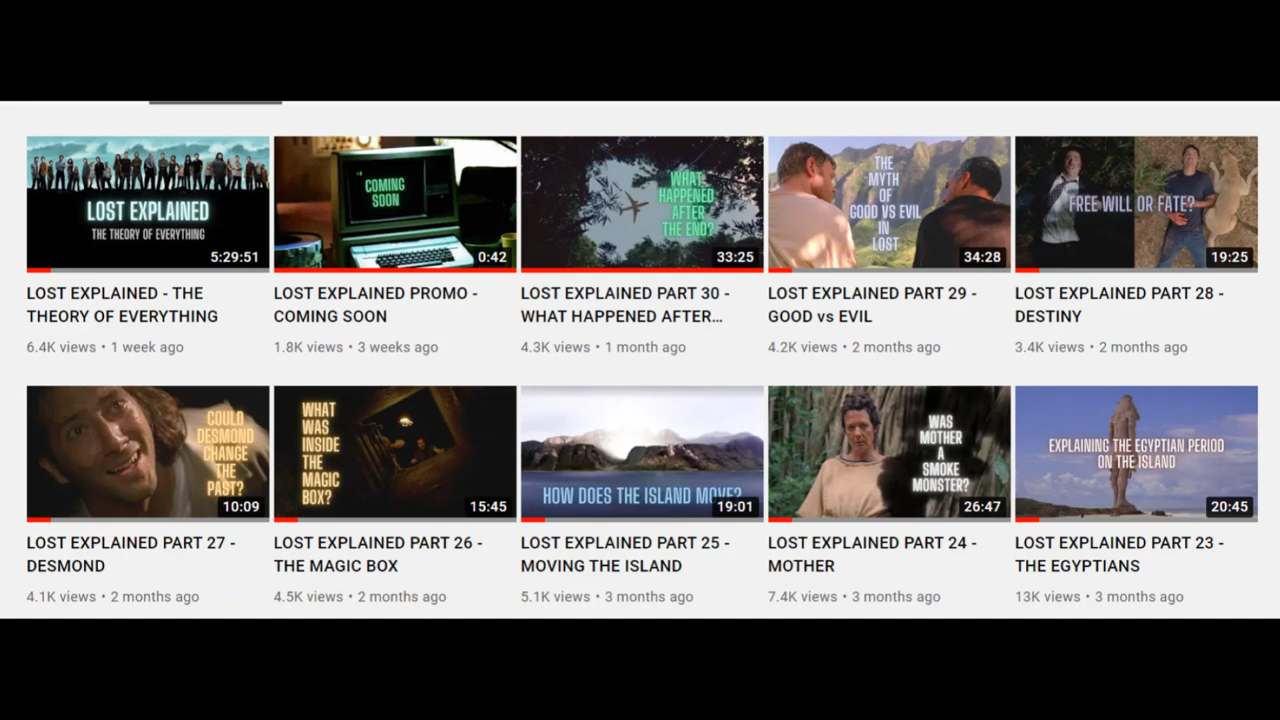 LOST EXPLAINED
THE THEORY OF EVERYTHING
5:29:51
LOST EXPLAINED - THE
THEORY OF EVERYTHING
6.4K views • 1 week ago
COMING
SOON
0:42
LOST EXPLAINED PROMO -
COMING SOON
1.8K views • 3 weeks ago
WHAT
HAPPENED
AFTER
THE END?
33:25
LOST EXPLAINED PART 30 -
WHAT HAPPENED AFTER...
4.3K views • 1 month ago
THE
MYTH
OF
GOOD VS EVIL
IN
LOST
34:28
LOST EXPLAINED PART 29 -
GOOD vs EVIL
4.2K views • 2 months ago
FREE WILL OR FATE?
19:25
LOST EXPLAINED PART 28 -
DESTINY
3.4K views • 2 months ago
COULD
DESMOND
CHANGE
THE
PAST?
10:09
LOST EXPLAINED PART 27 -
DESMOND
4.1K views • 2 months ago
WHAT
WAS
INSIDE
THE
MAGIC
BOX?
15:45
LOST EXPLAINED PART 26 -
THE MAGIC BOX
4.5K views • 2 months ago
HOW DOES THE ISLAND MOVE?
19:01
LOST EXPLAINED PART 25 -
MOVING THE ISLAND
5.1K views • 3 months ago
WAS
MOTHER
A
SMOKE
MONSTER?
26:47
LOST EXPLAINED PART 24 -
MOTHER
7.4K views • 3 months ago
EXPLAINING THE EGYPTIAN PERIOD
ON THE ISLAND
20:45
LOST EXPLAINED PART 23 -
THE EGYPTIANS
13K views • 3 months ago